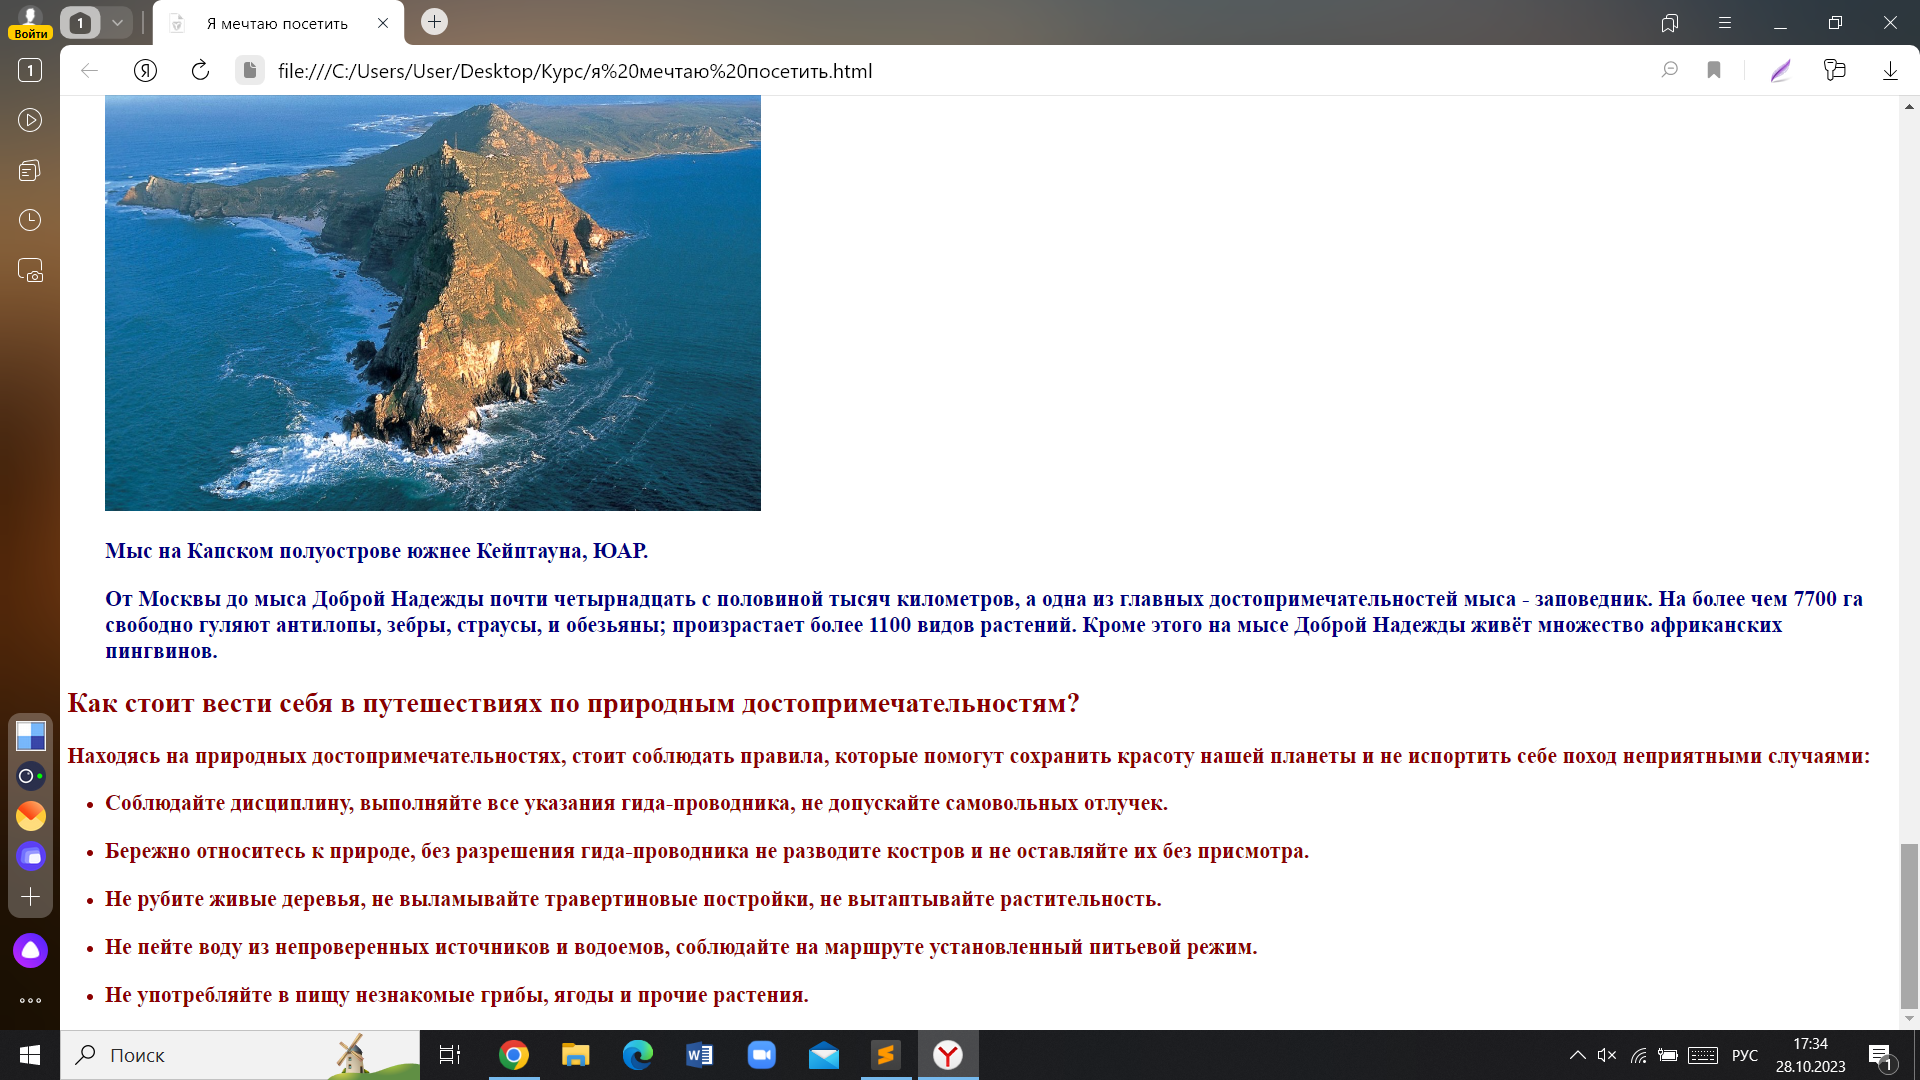 Войти
1
Я мечтаю посетить
1
file:///C:/Users/User/Desktop/Курс/я%20мечтаю%20посетить.html
Мыс на Капском полуострове южнее Кейптауна, ЮАР.
От Москвы до мыса Доброй Надежды почти четырнадцать с половиной тысяч километров, а одна из главных достопримечательностей мыса - заповедник. На более чем 7700 га
свободно гуляют антилопы, зебры, страусы, и обезьяны; произрастает более 1100 видов растений. Кроме этого на мысе Доброй Надежды живёт множество африканских
пингвинов.
Как стоит вести себя в путешествиях по природным достопримечательностям?
Находясь на природных достопримечательностях, стоит соблюдать правила, которые помогут сохранить красоту нашей планеты и не испортить себе поход неприятными случаями:
• Соблюдайте дисциплину, выполняйте все указания гида-проводника, не допускайте самовольных отлучек.
• Бережно относитесь к природе, без разрешения гида-проводника не разводите костров и не оставляйте их без присмотра.
• Не рубите живые деревья, не выламывайте травертиновые постройки, не вытаптывайте растительность.
• Не пейте воду из непроверенных источников и водоемов, соблюдайте на маршруте установленный питьевой режим.
• Не употребляйте в пищу незнакомые грибы, ягоды и прочие растения.
Поиск
РУС
17:34
28.10.2023
1